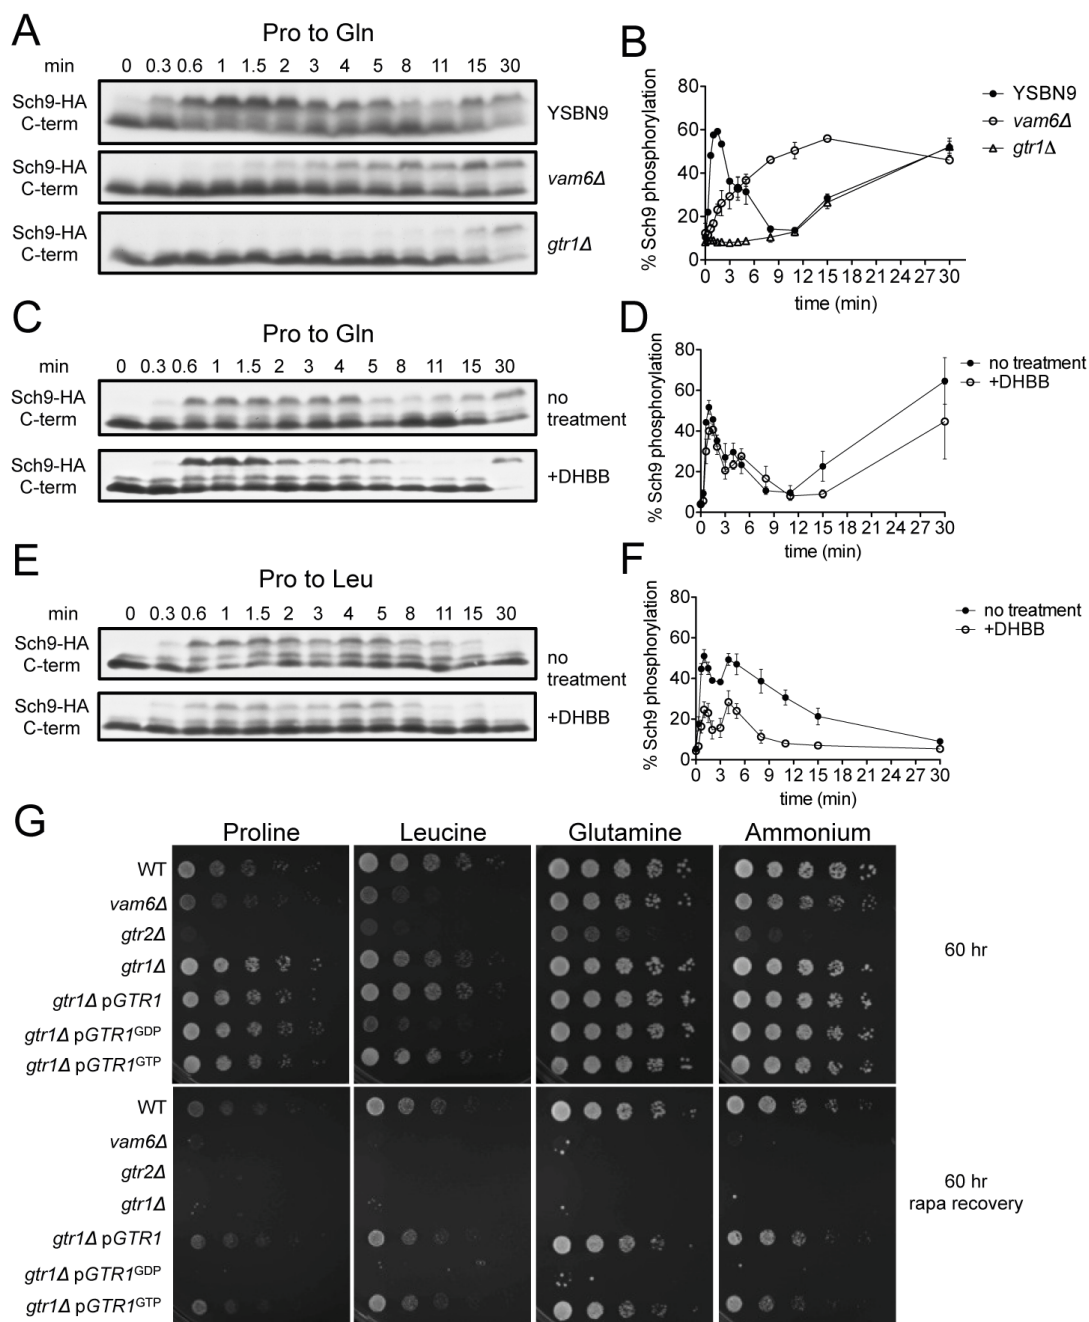 A
Pro to Gln
min 0 0.3 0.6 1 1.5 2 3 4 5 8 11 15 30
Sch9-HA
C-term
YSBN9
Sch9-HA
C-term
vam6Δ
Sch9-HA
C-term
gtr1Δ
B
% Sch9 phosphorylation
80
60
40
20
0
0 3 6 9 12 15 18 21 24 27 30
time (min)
YSBN9
vam6Δ
gtr1Δ
C
Pro to Gln
min 0 0.3 0.6 1 1.5 2 3 4 5 8 11 15 30
Sch9-HA
C-term
no
treatment
Sch9-HA
C-term
+DHBB
D
% Sch9 phosphorylation
80
60
40
20
0
0 3 6 9 12 15 18 21 24 27 30
time (min)
no treatment
+DHBB
E
Pro to Leu
min 0 0.3 0.6 1 1.5 2 3 4 5 8 11 15 30
Sch9-HA
C-term
no
treatment
Sch9-HA
C-term
+DHBB
F
% Sch9 phosphorylation
80
60
40
20
0
0 3 6 9 12 15 18 21 24 27 30
time (min)
no treatment
+DHBB
G
Proline Leucine Glutamine Ammonium
WT
vam6Δ
gtr2Δ
gtr1Δ
gtr1Δ pGTR1
gtr1Δ pGTR1GDP
gtr1Δ pGTR1GTP
60 hr
WT
vam6Δ
gtr2Δ
gtr1Δ
gtr1Δ pGTR1
gtr1Δ pGTR1GDP
gtr1Δ pGTR1GTP
60 hr
rapa recovery